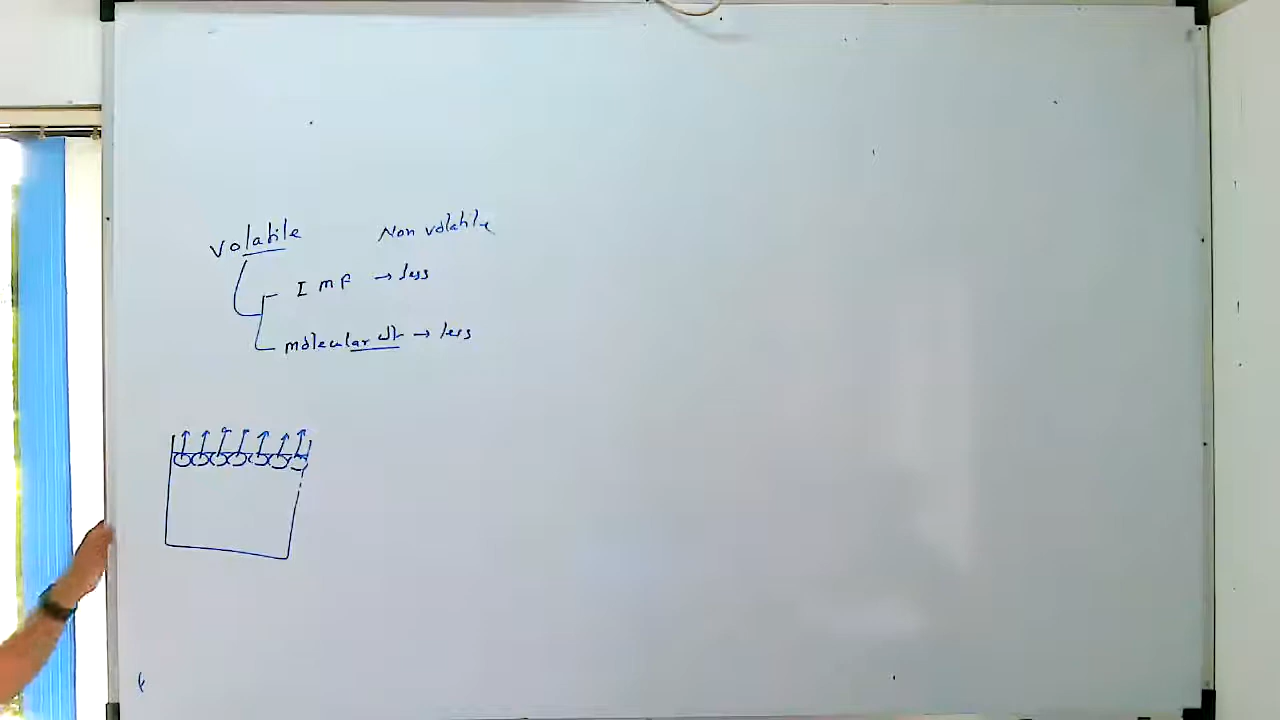 Volatile Non volatile
IMF → less
molecular wt → less